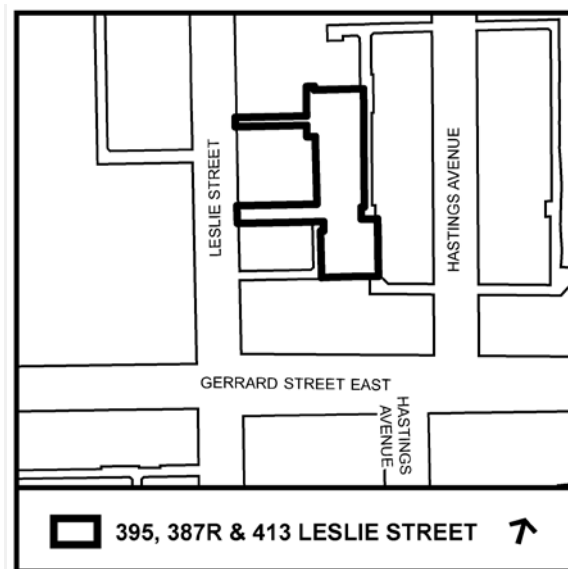 LESLIE STREET
HASTINGS AVENUE
GERRARD STREET EAST
HASTINGS
AVENUE
395, 387R & 413 LESLIE STREET